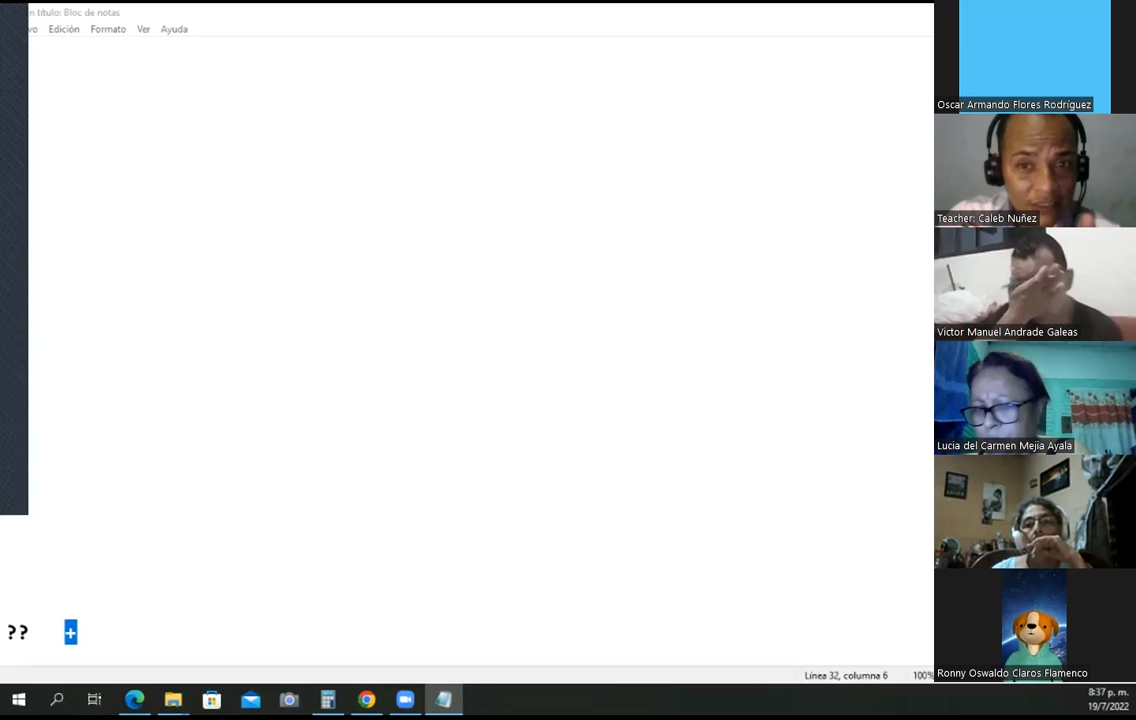 n título: Bloc de notas
vo Edición Formato Ver Ayuda
Oscar Armando Flores Rodríguez
Teacher: Caleb Nuñez
Victor Manuel Andrade Galeas
Lucia del Carmen Mejia Ayala
?? +
Ronny Oswaldo Claros Flamenco
Línea 32, columna 6 100%
8:37 p. m.
19/7/2022